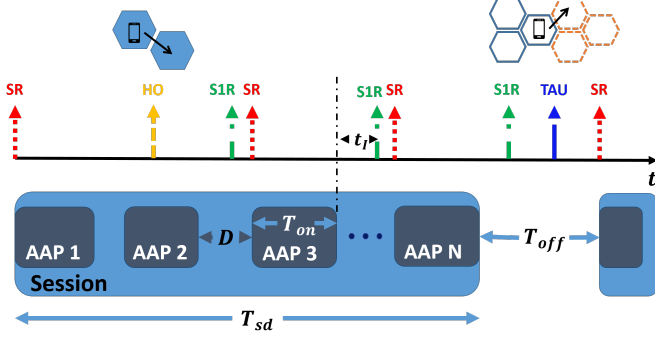 SR HO S1R SR S1R SR S1R TAU SR
t_I
t
AAP 1 AAP 2 D T_on AAP 3 ... AAP N T_off
Session
T_sd